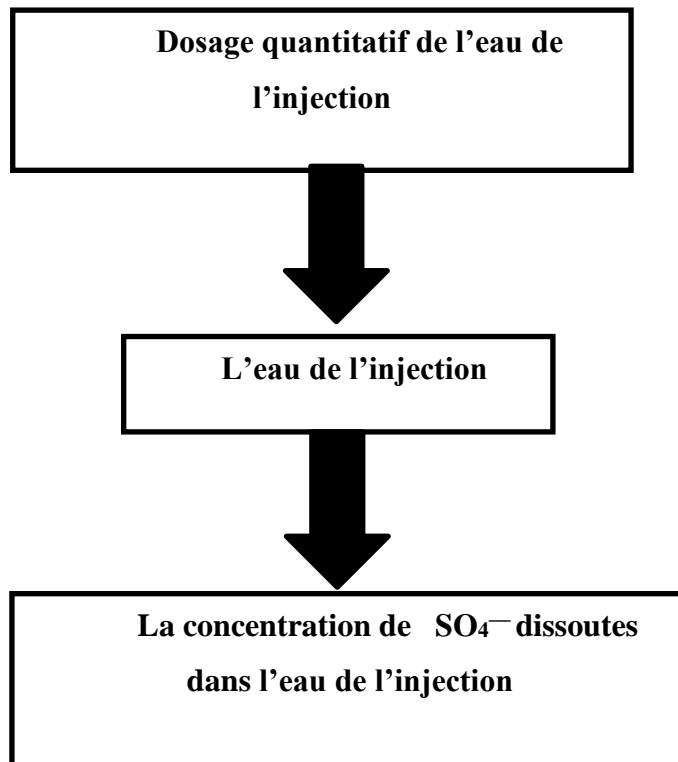 Dosage quantitatif de l’eau de
l’injection
L’eau de l’injection
La concentration de SO₄— dissoutes
dans l’eau de l’injection